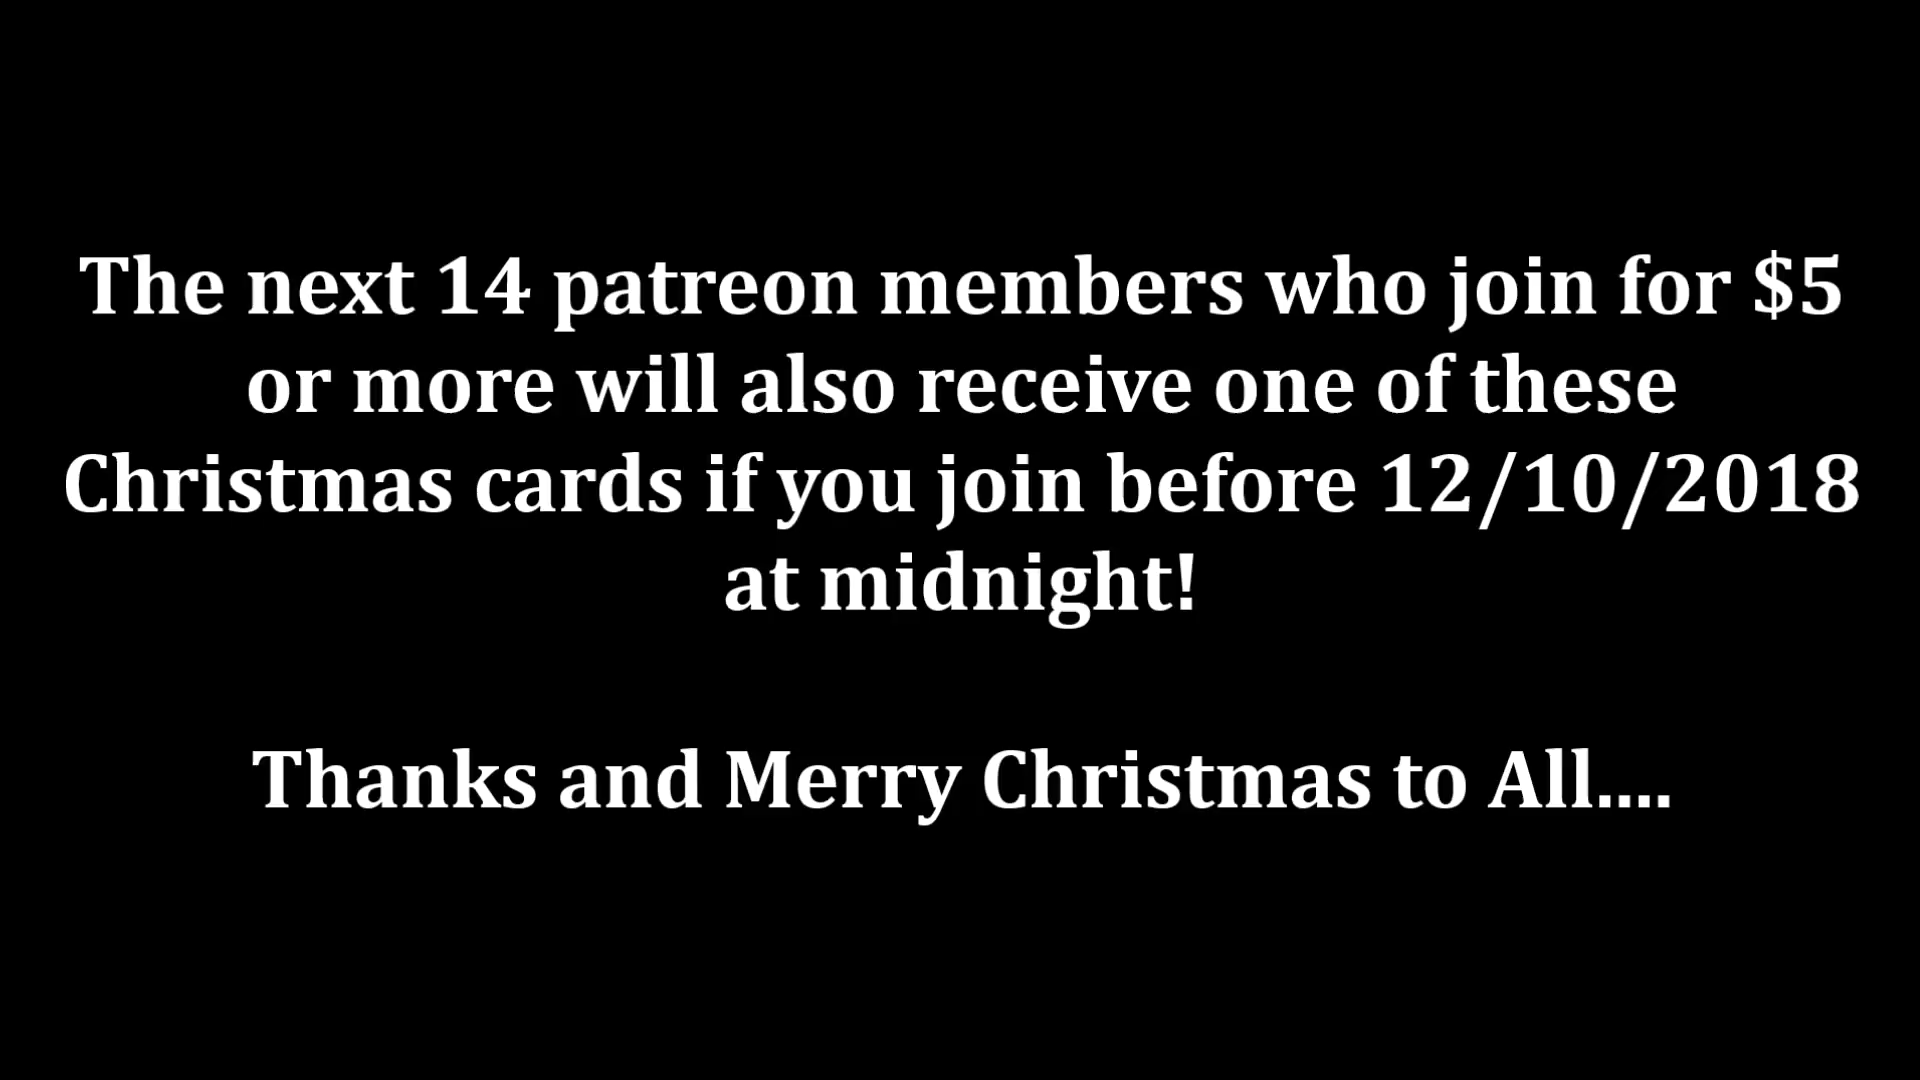 The next 14 patreon members who join for $5
or more will also receive one of these
Christmas cards if you join before 12/10/2018
at midnight!
Thanks and Merry Christmas to All....